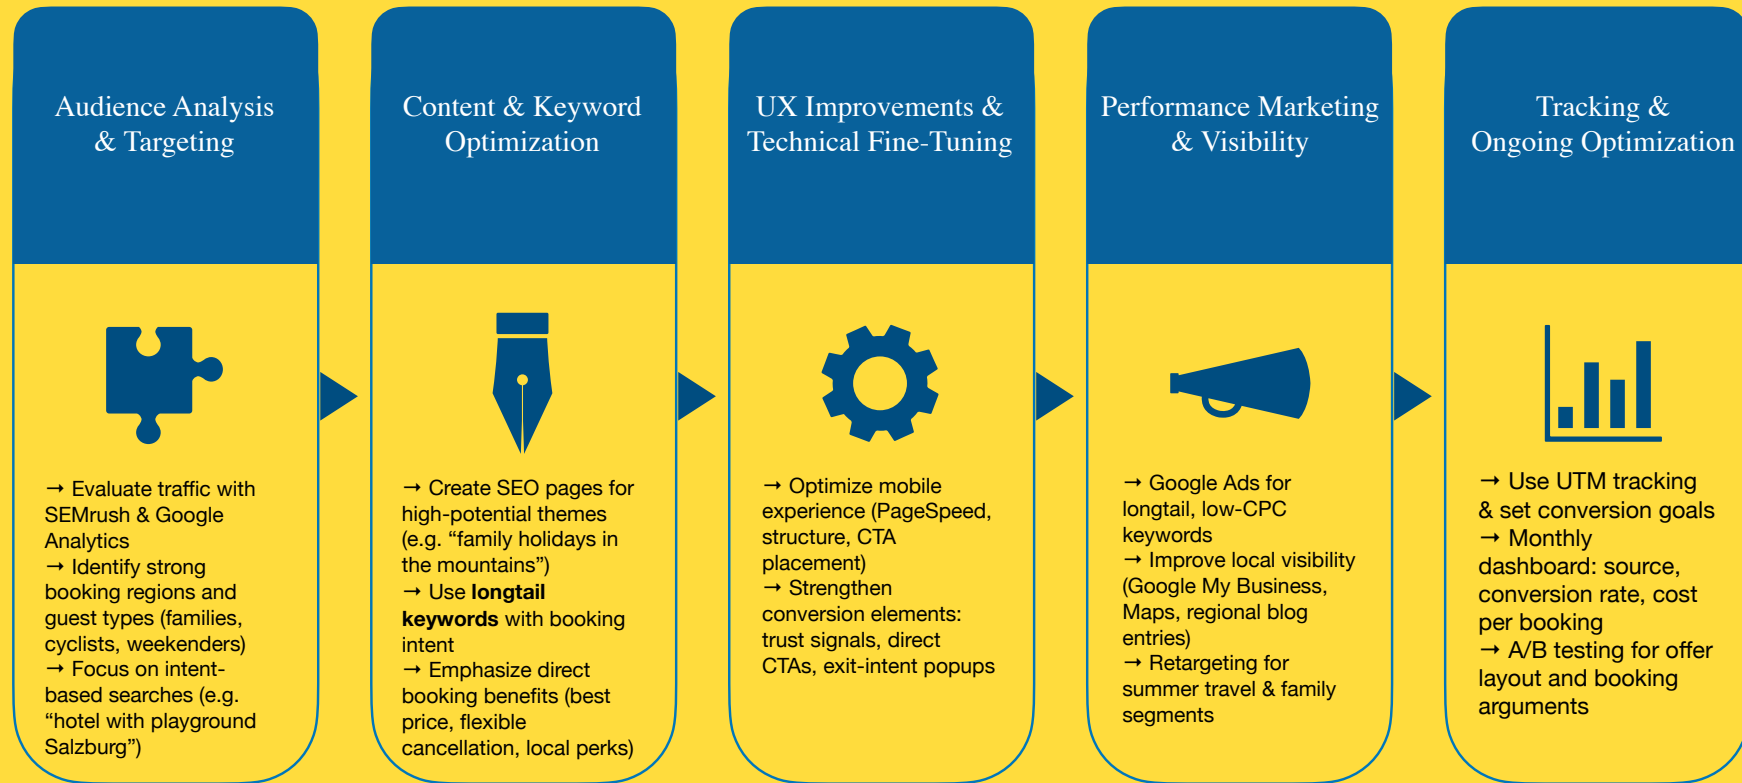 Audience Analysis
& Targeting
→ Evaluate traffic with
SEMrush & Google
Analytics
→ Identify strong
booking regions and
guest types (families,
cyclists, weekenders)
→ Focus on intent-
based searches (e.g.
“hotel with playground
Salzburg”)
Content & Keyword
Optimization
→ Create SEO pages for
high-potential themes
(e.g. “family holidays in
the mountains”)
→ Use longtail
keywords with booking
intent
→ Emphasize direct
booking benefits (best
price, flexible
cancellation, local perks)
UX Improvements &
Technical Fine-Tuning
→ Optimize mobile
experience (PageSpeed,
structure, CTA
placement)
→ Strengthen
conversion elements:
trust signals, direct
CTAs, exit-intent popups
Performance Marketing
& Visibility
→ Google Ads for
longtail, low-CPC
keywords
→ Improve local visibility
(Google My Business,
Maps, regional blog
entries)
→ Retargeting for
summer travel & family
segments
Tracking &
Ongoing Optimization
→ Use UTM tracking
& set conversion goals
→ Monthly
dashboard: source,
conversion rate, cost
per booking
→ A/B testing for offer
layout and booking
arguments